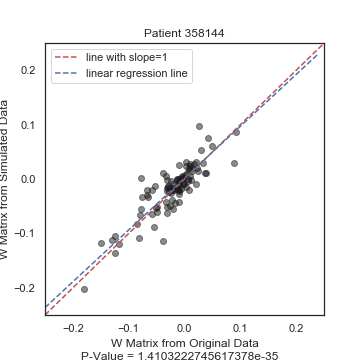 Patient 358144
line with slope=1
linear regression line
W Matrix from Simulated Data
0.2
0.1
0.0
−0.1
−0.2
−0.2
−0.1
0.0
0.1
0.2
W Matrix from Original Data
P-Value = 1.4103222745617378e-35